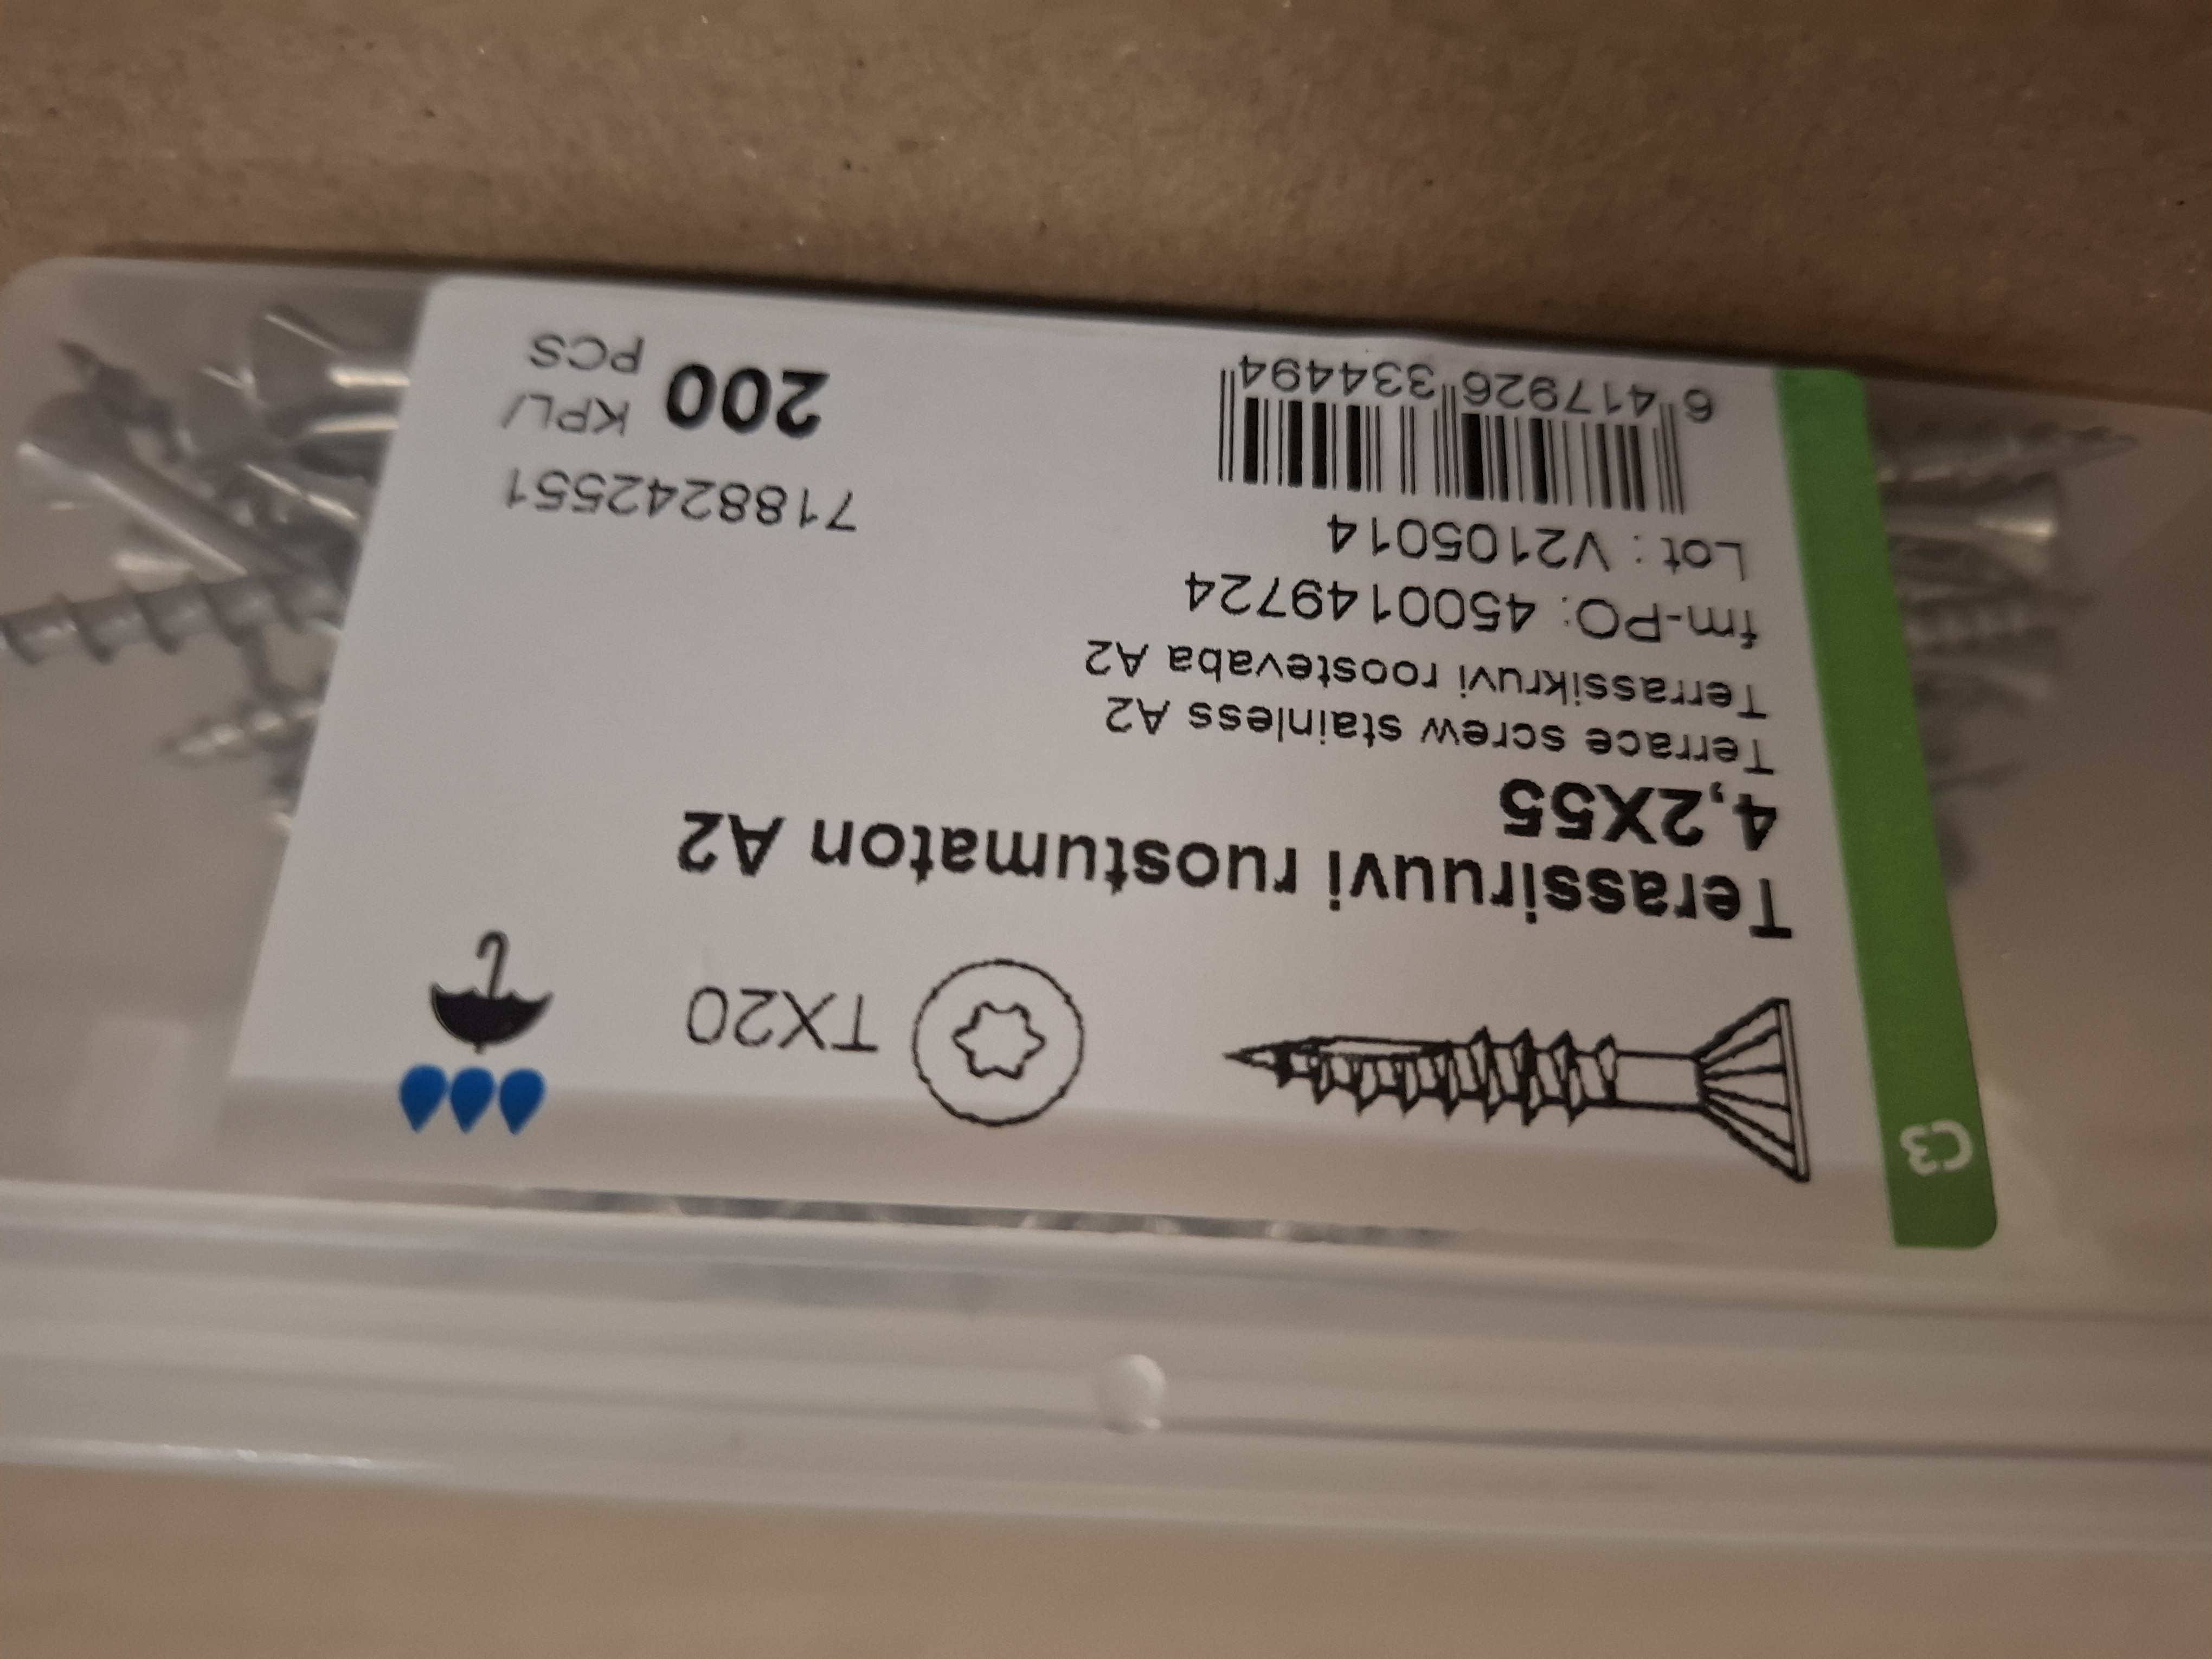 C3
TX20
Terassiruuvi ruostumaton A2
4,2X55
Terrace screw stainless A2
Terrassikruvi roostevaba A2
fm-PO: 4500149724
Lot : V2105014
7188242551
6 417926 334494
200 KPL/
PCS